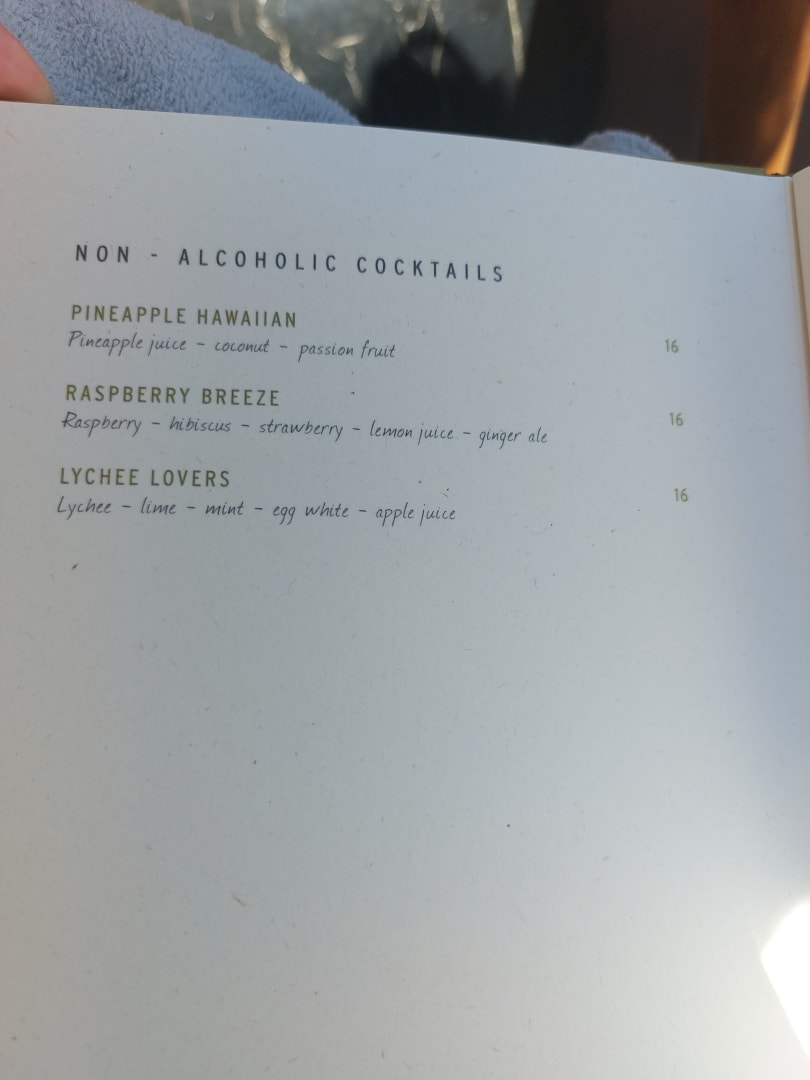 NON - ALCOHOLIC COCKTAILS
PINEAPPLE HAWAIIAN
Pineapple juice - coconut - passion fruit 16
RASPBERRY BREEZE
Raspberry - hibiscus - strawberry - lemon juice - ginger ale 16
LYCHEE LOVERS
Lychee - lime - mint - egg white - apple juice 16